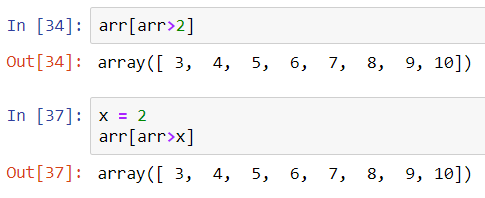 In [34]: arr[arr>2]
Out[34]: array([ 3,  4,  5,  6,  7,  8,  9, 10])
In [37]: x = 2
arr[arr>x]
Out[37]: array([ 3,  4,  5,  6,  7,  8,  9, 10])